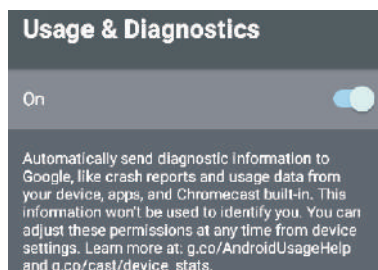 Usage & Diagnostics
On
Automatically send diagnostic information to
Google, like crash reports and usage data from
your device, apps, and Chromecast built-in. This
information won't be used to identify you. You can
adjust these permissions at any time from device
settings. Learn more at: g.co/AndroidUsageHelp
and g.co/cast/device_stats.